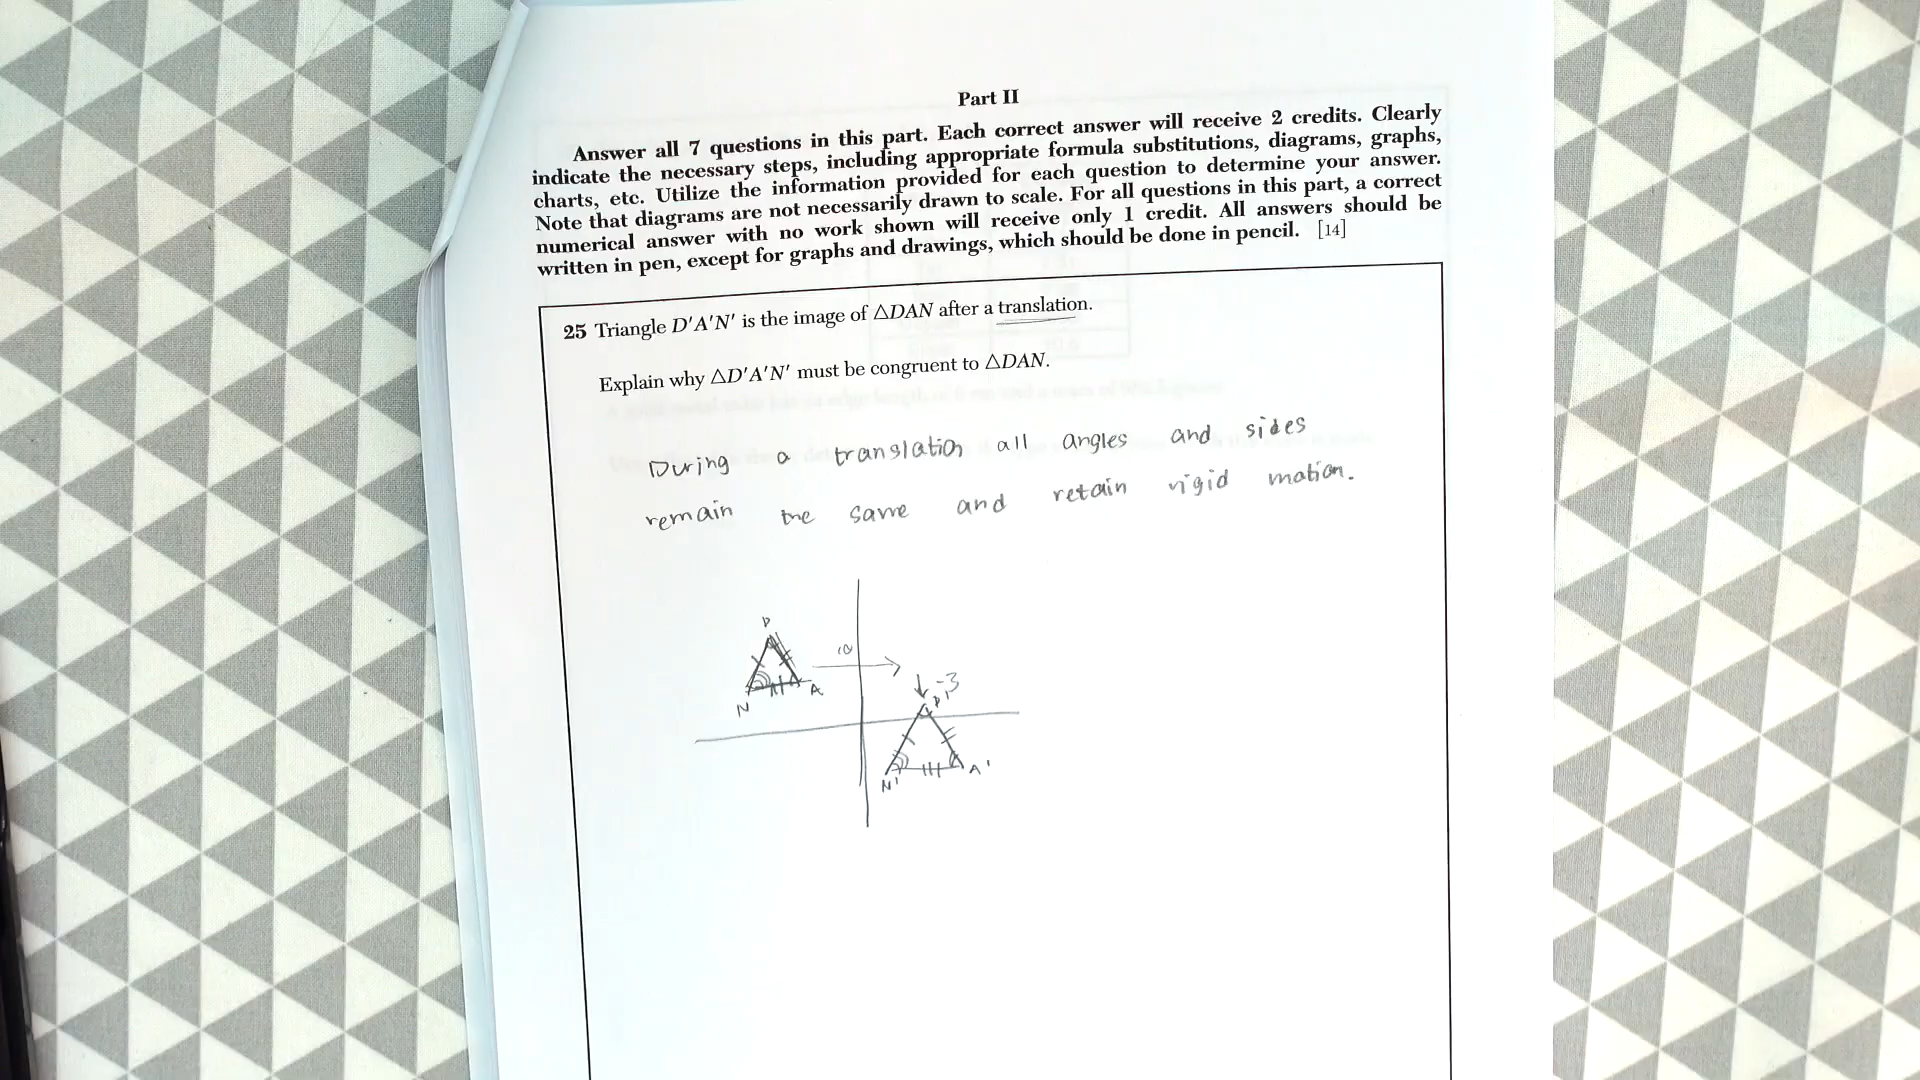 Part II
Answer all 7 questions in this part. Each correct answer will receive 2 credits. Clearly
indicate the necessary steps, including appropriate formula substitutions, diagrams, graphs,
charts, etc. Utilize the information provided for each question to determine your answer.
Note that diagrams are not necessarily drawn to scale. For all questions in this part, a correct
numerical answer with no work shown will receive only 1 credit. All answers should be
written in pen, except for graphs and drawings, which should be done in pencil. [14]
25 Triangle D′A′N′ is the image of △DAN after a translation.
Explain why △D′A′N′ must be congruent to △DAN.
During a translation all angles and sides
remain the same and retain rigid motion.
D
10
N A
-3
D'
N' A'